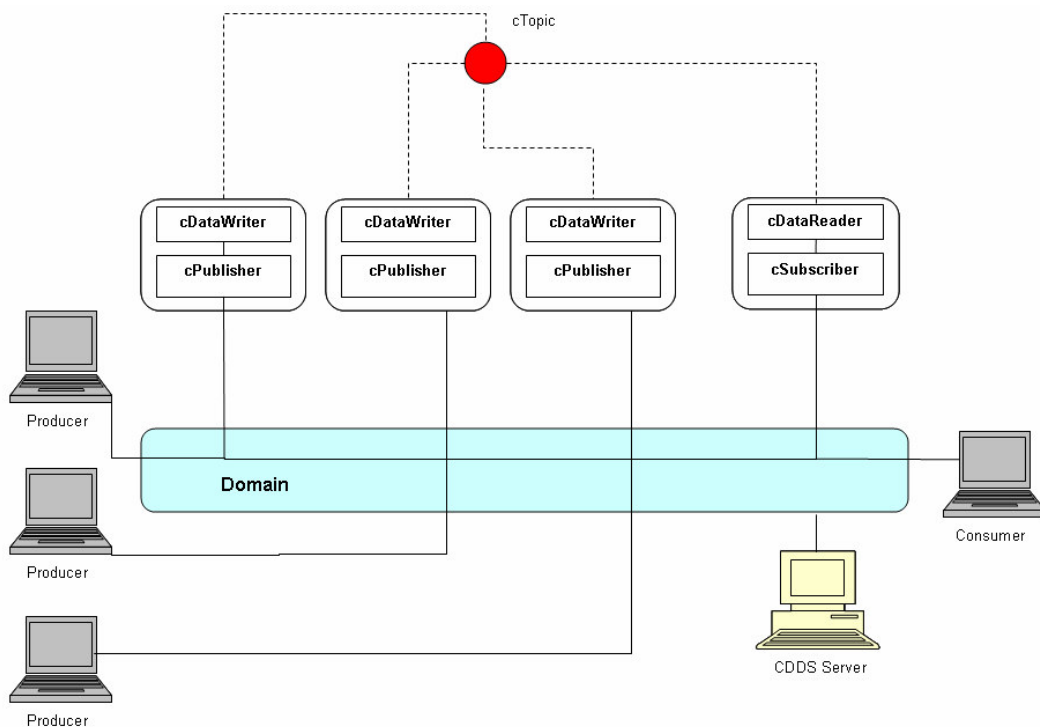 cTopic
cDataWriter
cDataWriter
cDataWriter
cDataReader
cPublisher
cPublisher
cPublisher
cSubscriber
Producer
Domain
Consumer
Producer
CDDS Server
Producer